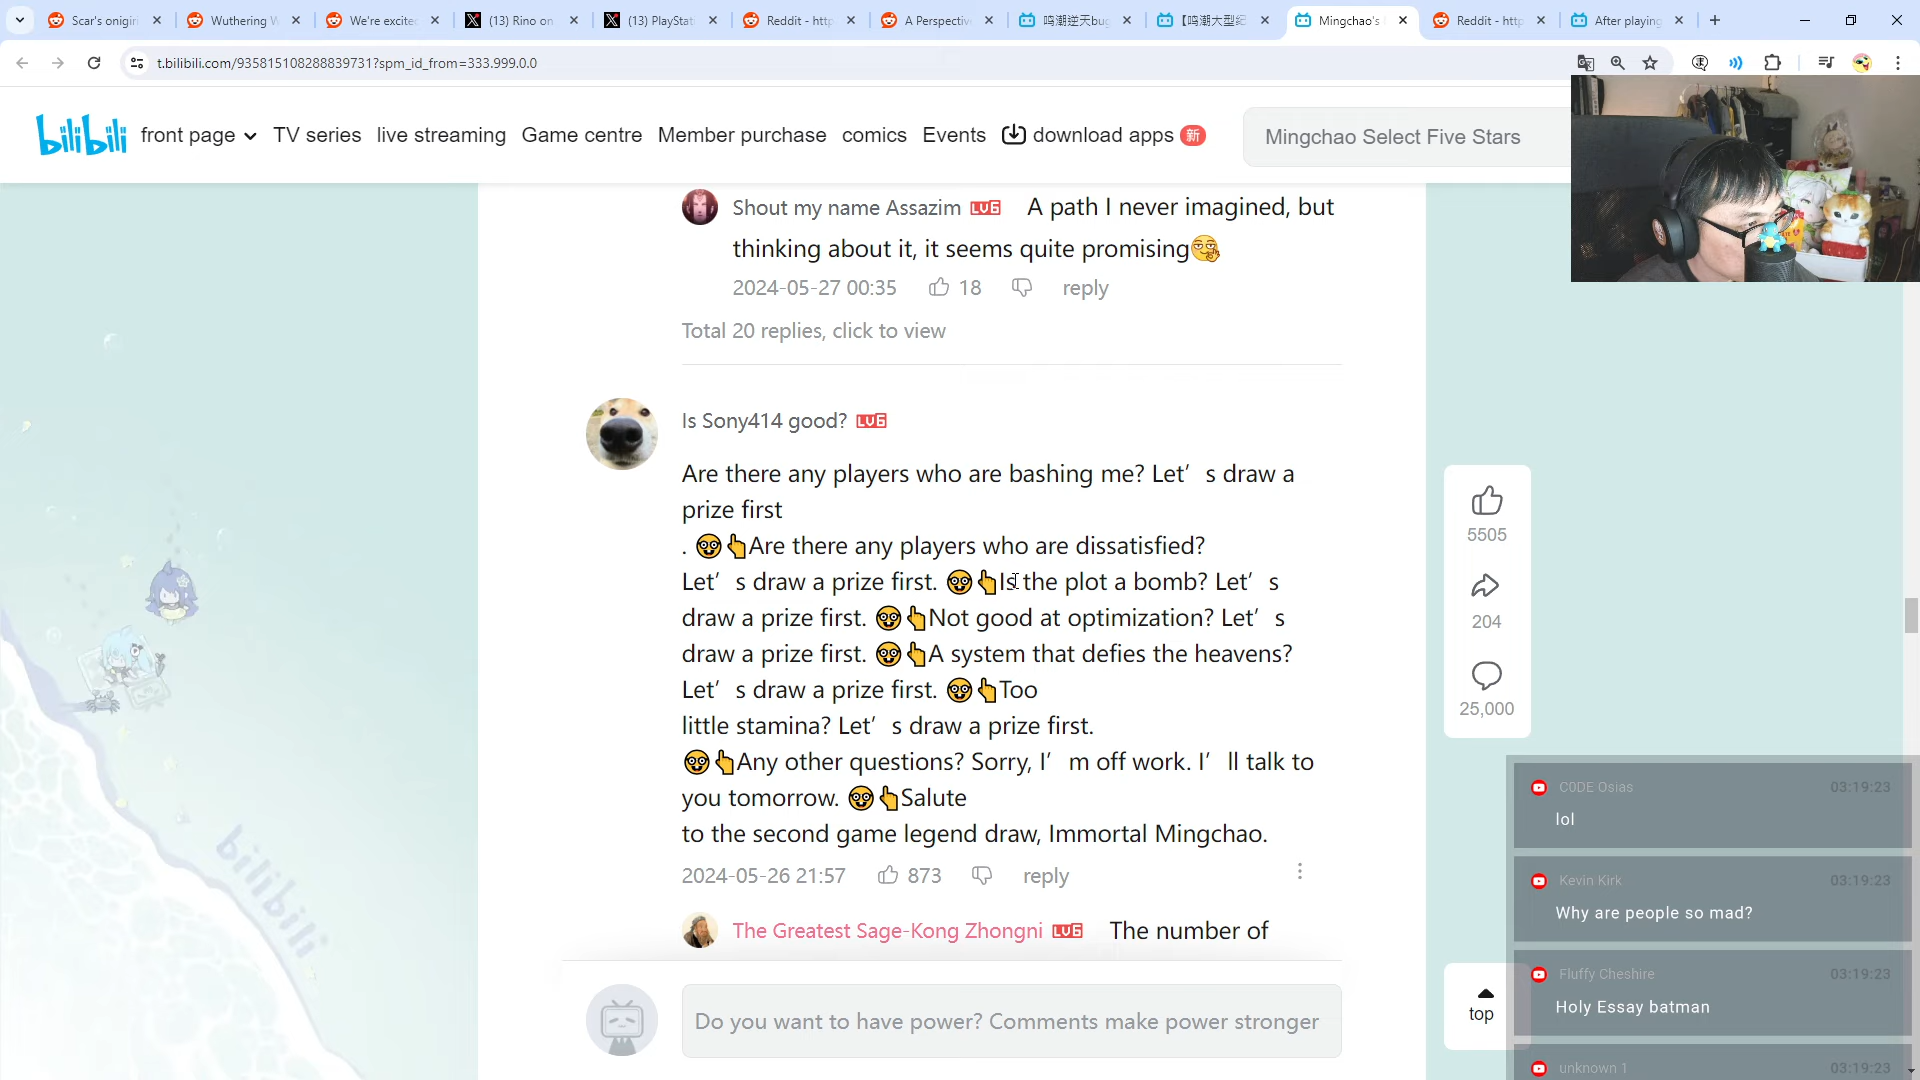 Scar's onigiri
Wuthering W
We're excite
(13) Rino on
(13) PlayStat
Reddit - http
A Perspectiv
鸣潮逆天bug
【鸣潮大型纪
Mingchao's
Reddit - http
After playing
t.bilibili.com/935815108288839731?spm_id_from=333.999.0.0
bilibili
front page
TV series
live streaming
Game centre
Member purchase
comics
Events
download apps
新
Mingchao Select Five Stars
Shout my name Assazim LV6 A path I never imagined, but
thinking about it, it seems quite promising
2024-05-27 00:35 18 reply
Total 20 replies, click to view
Is Sony414 good? LV6
Are there any players who are bashing me? Let’s draw a
prize first
. 🤓👆Are there any players who are dissatisfied?
Let’s draw a prize first. 🤓👆Is the plot a bomb? Let’s
draw a prize first. 🤓👆Not good at optimization? Let’s
draw a prize first. 🤓👆A system that defies the heavens?
Let’s draw a prize first. 🤓👆Too
little stamina? Let’s draw a prize first.
🤓👆Any other questions? Sorry, I’m off work. I’ll talk to
you tomorrow. 🤓👆Salute
to the second game legend draw, Immortal Mingchao.
2024-05-26 21:57 873 reply
The Greatest Sage-Kong Zhongni LV6 The number of
Do you want to have power? Comments make power stronger
5505
204
25,000
top
C0DE Osias 03:19:23
lol
Kevin Kirk 03:19:23
Why are people so mad?
Fluffy Cheshire 03:19:23
Holy Essay batman
unknown 1 03:19:23
bilibili